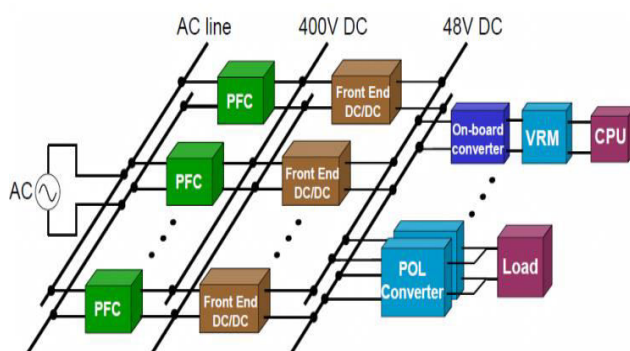 AC line
400V DC
48V DC
PFC
Front End
DC/DC
On-board
converter
VRM
CPU
PFC
Front End
DC/DC
AC
POL
Converter
Load
PFC
Front End
DC/DC